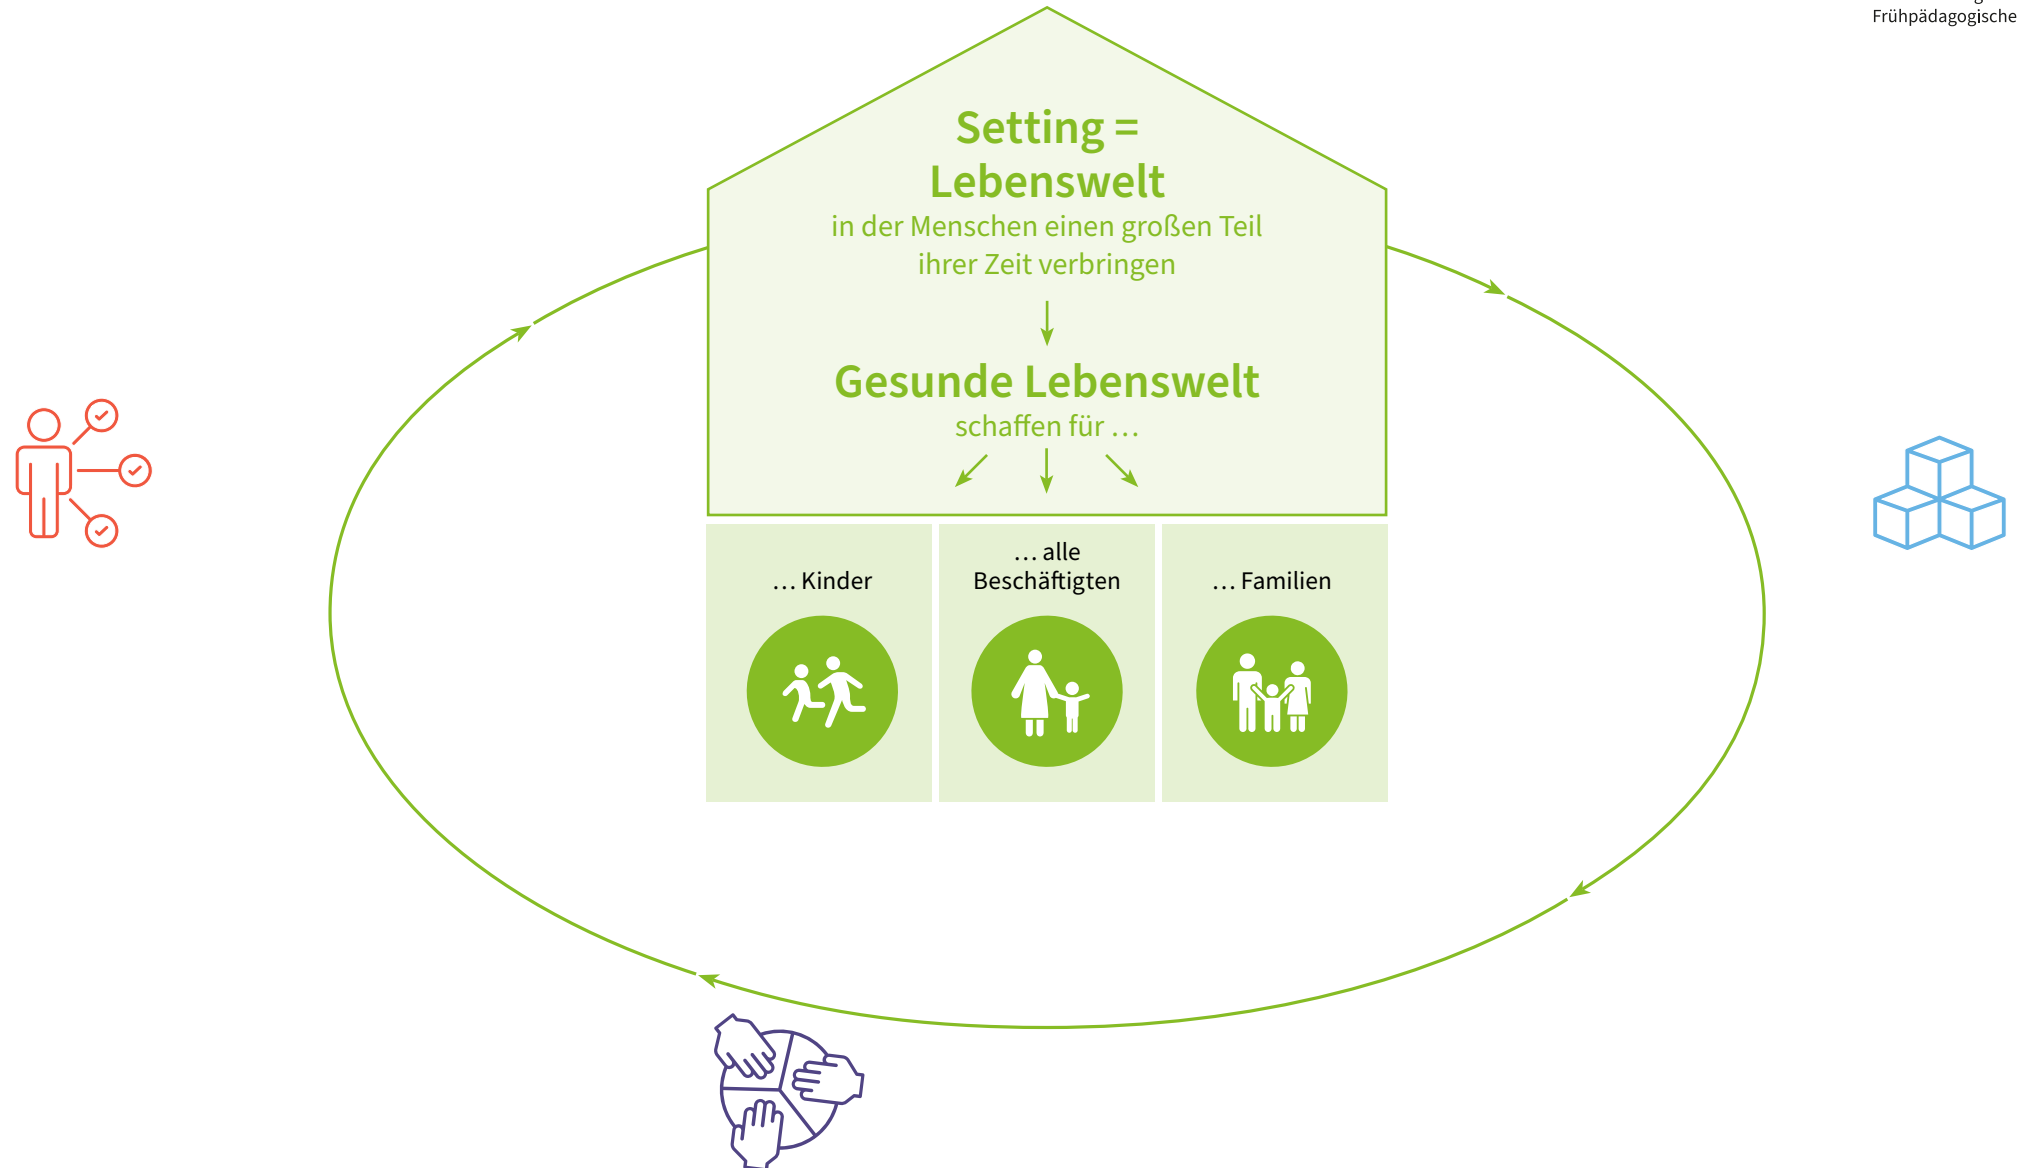 Frühpädagogische
Setting =
Lebenswelt
in der Menschen einen großen Teil
ihrer Zeit verbringen
Gesunde Lebenswelt
schaffen für …
… Kinder
… alle
Beschäftigten
… Familien